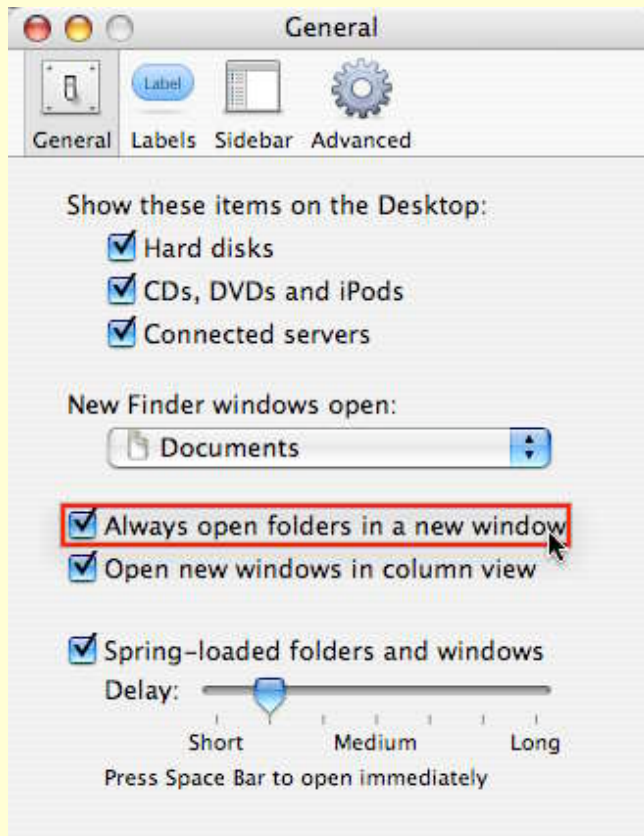 General
Label
General Labels Sidebar Advanced
Show these items on the Desktop:
Hard disks
CDs, DVDs and iPods
Connected servers
New Finder windows open:
Documents
Always open folders in a new window
Open new windows in column view
Spring-loaded folders and windows
Delay:
Short Medium Long
Press Space Bar to open immediately